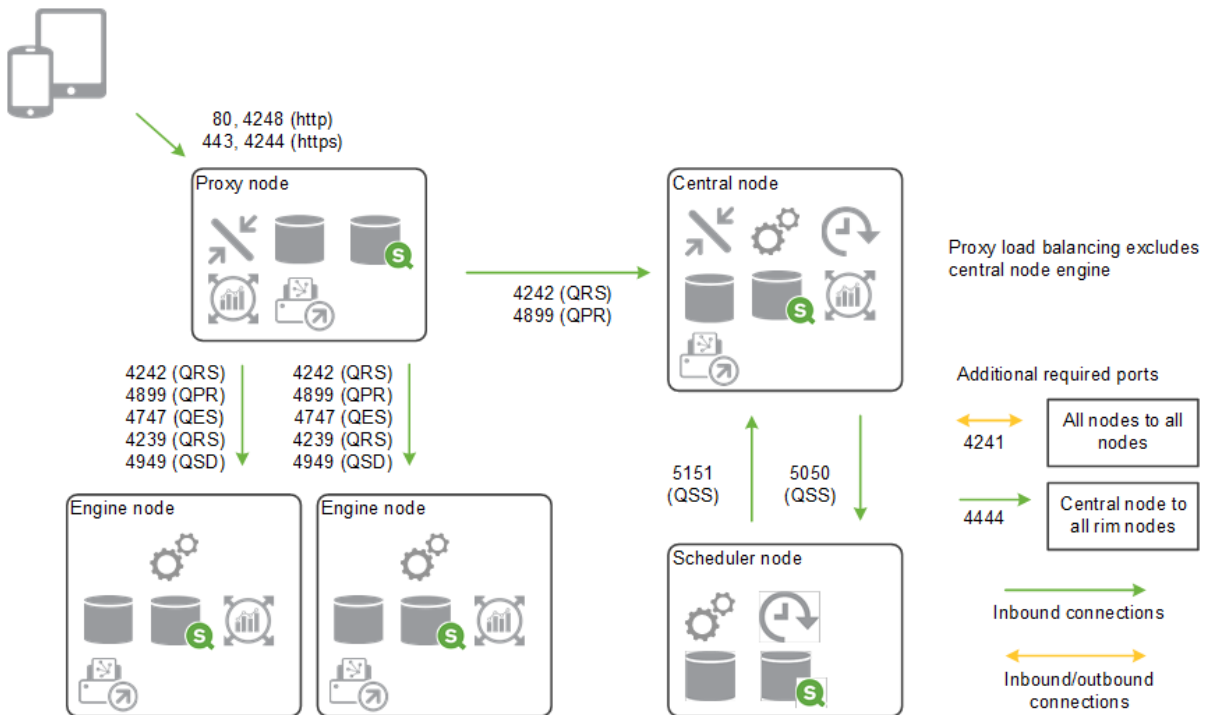 80, 4248 (http)
443, 4244 (https)
Proxy node
S
4242 (QRS)
4899 (QPR)
Central node
S
Proxy load balancing excludes
central node engine
4242 (QRS)
4899 (QPR)
4747 (QES)
4239 (QRS)
4949 (QSD)
4242 (QRS)
4899 (QPR)
4747 (QES)
4239 (QRS)
4949 (QSD)
Engine node
S
Engine node
S
5151
(QSS)
5050
(QSS)
Scheduler node
S
Additional required ports
4241
All nodes to all
nodes
4444
Central node to
all rim nodes
Inbound connections
Inbound/outbound
connections